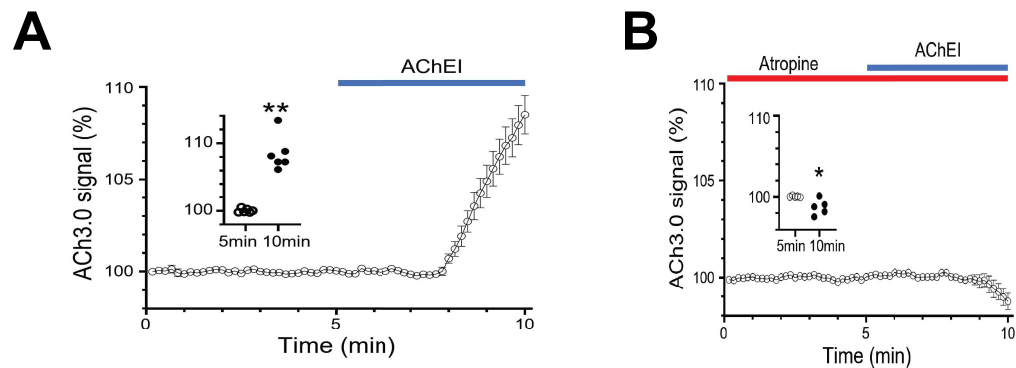 A
AChEI
ACh3.0 signal (%)
110
105
100
**
110
100
5min 10min
0 5 10
Time (min)
B
AChEI
Atropine
ACh3.0 signal (%)
110
105
100
110
*
100
5min 10min
0 5 10
Time (min)